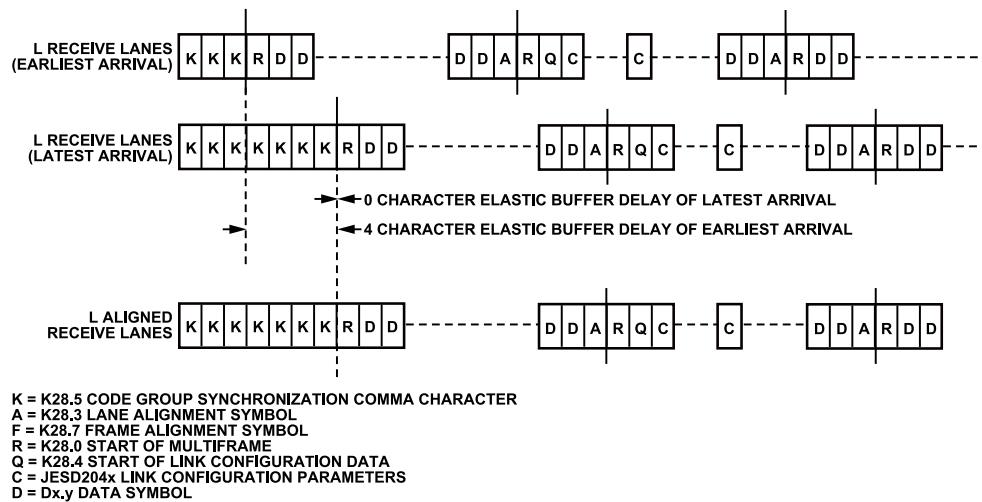 L RECEIVE LANES
(EARLIEST ARRIVAL)
K K K R D D
D D A R Q C
C
D D A R D D
L RECEIVE LANES
(LATEST ARRIVAL)
K K K K K K K R D D
D D A R Q C
C
D D A R D D
0 CHARACTER ELASTIC BUFFER DELAY OF LATEST ARRIVAL
4 CHARACTER ELASTIC BUFFER DELAY OF EARLIEST ARRIVAL
L ALIGNED
RECEIVE LANES
K K K K K K K R D D
D D A R Q C
C
D D A R D D
K = K28.5 CODE GROUP SYNCHRONIZATION COMMA CHARACTER
A = K28.3 LANE ALIGNMENT SYMBOL
F = K28.7 FRAME ALIGNMENT SYMBOL
R = K28.0 START OF MULTIFRAME
Q = K28.4 START OF LINK CONFIGURATION DATA
C = JESD204x LINK CONFIGURATION PARAMETERS
D = Dx.y DATA SYMBOL